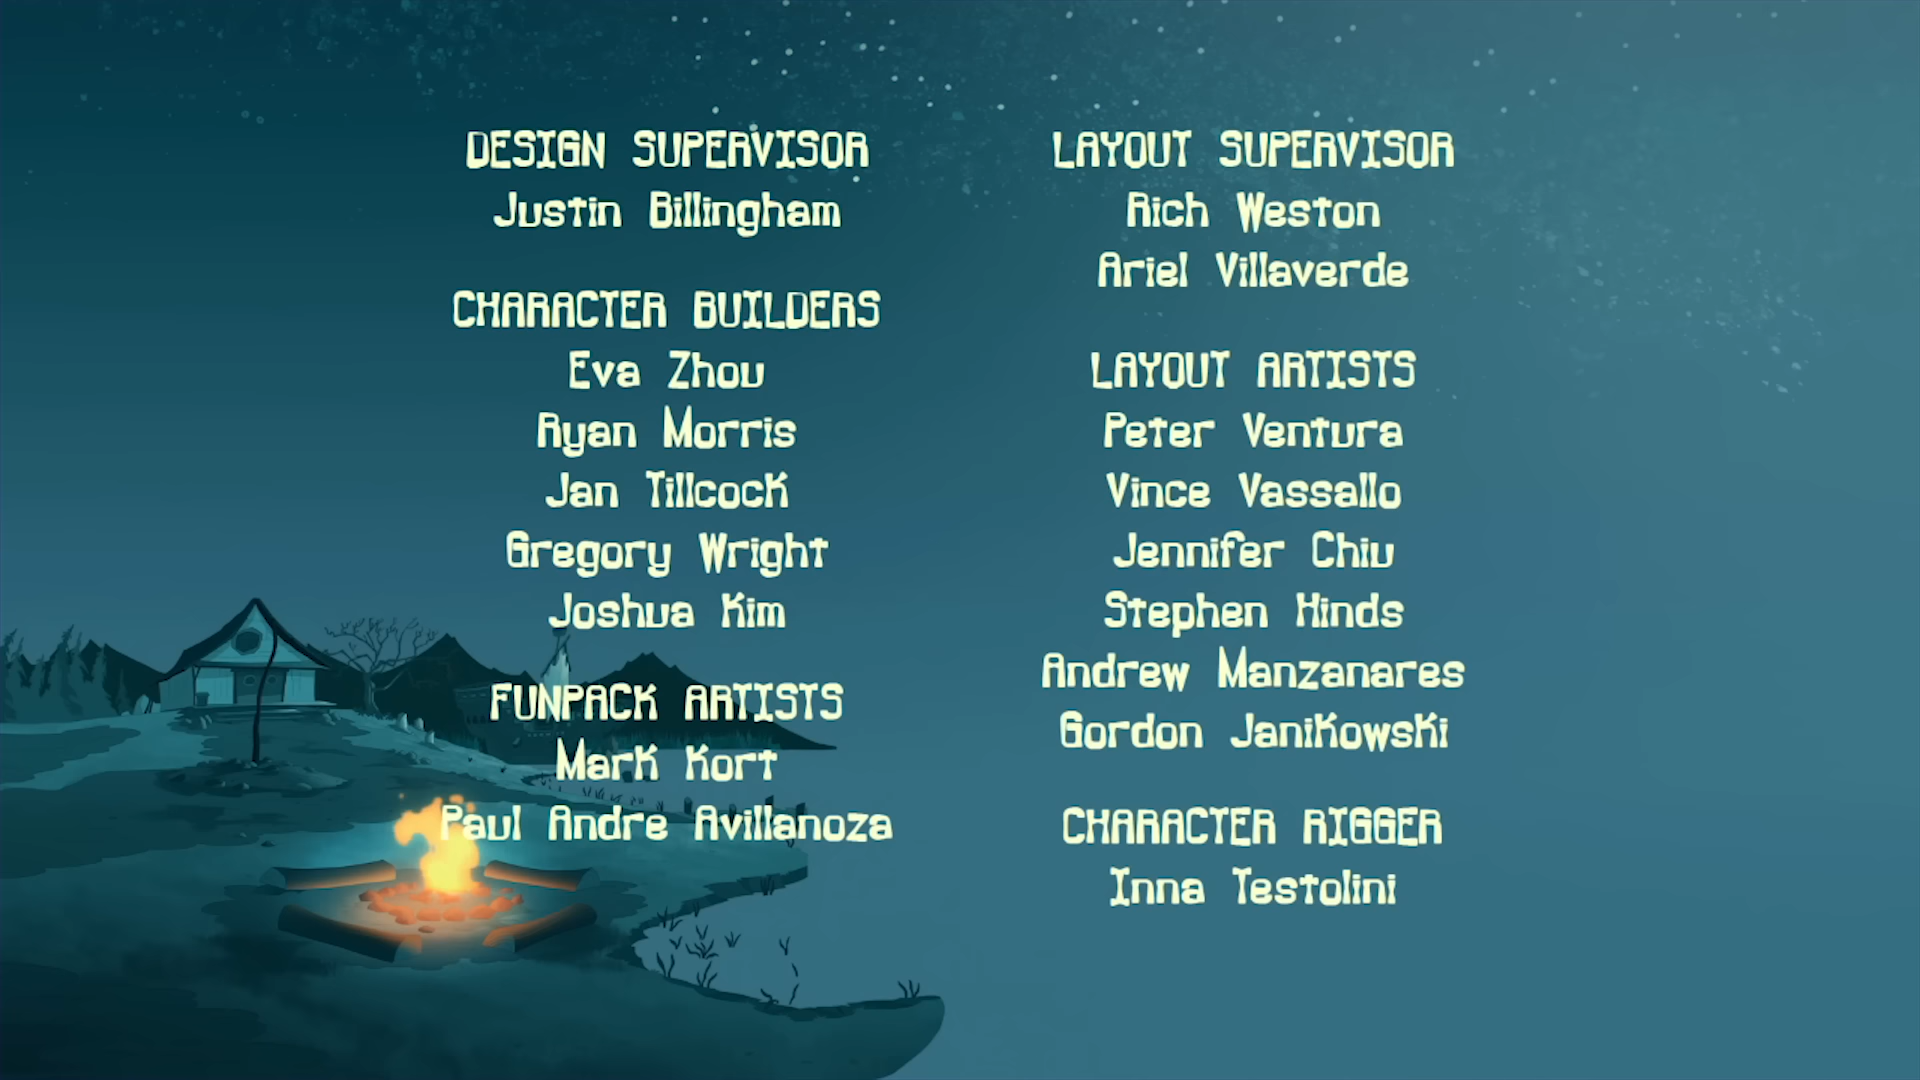 DESIGN SUPERVISOR
Justin Billingham
CHARACTER BUILDERS
Eva Zhou
Ryan Morris
Jan Tillcock
Gregory Wright
Joshua Kim
FUNPACK ARTISTS
Mark Kort
Paul Andre Avillanoza
LAYOUT SUPERVISOR
Rich Weston
Ariel Villaverde
LAYOUT ARTISTS
Peter Ventura
Vince Vassallo
Jennifer Chiu
Stephen Hinds
Andrew Manzanares
Gordon Janikowski
CHARACTER RIGGER
Inna Testolini